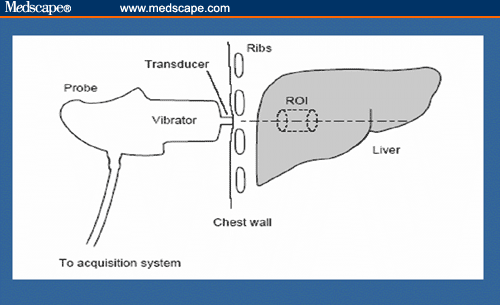 Medscape® www.medscape.com
Ribs
Transducer
Probe
Vibrator
ROI
Liver
Chest wall
To acquisition system